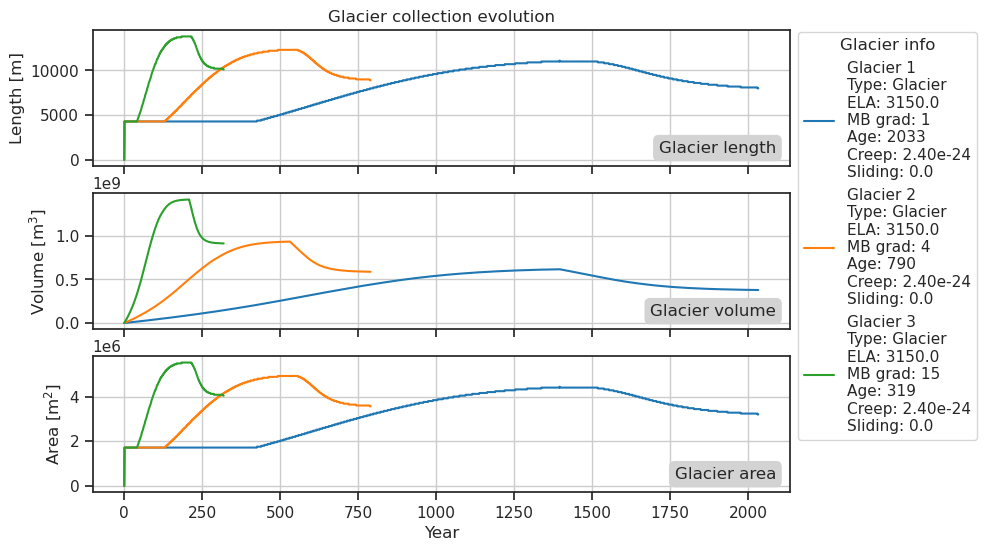 Glacier collection evolution
Length [m]
10000
5000
0
Glacier length
1e9
Volume [m³]
1.0
0.5
0.0
Glacier volume
1e6
Area [m²]
4
2
0
Glacier area
0 250 500 750 1000 1250 1500 1750 2000
Year
Glacier info
Glacier 1
Type: Glacier
ELA: 3150.0
MB grad: 1
Age: 2033
Creep: 2.40e-24
Sliding: 0.0
Glacier 2
Type: Glacier
ELA: 3150.0
MB grad: 4
Age: 790
Creep: 2.40e-24
Sliding: 0.0
Glacier 3
Type: Glacier
ELA: 3150.0
MB grad: 15
Age: 319
Creep: 2.40e-24
Sliding: 0.0